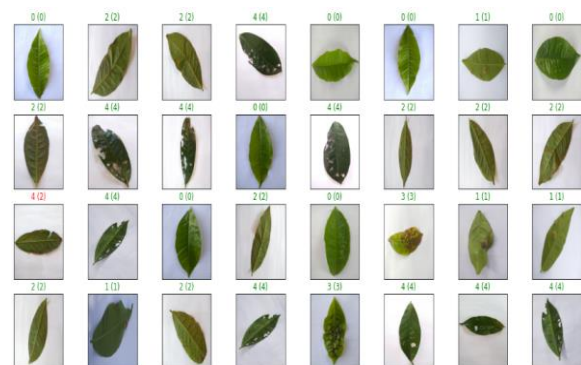 0 (0) 2 (2) 2 (2) 4 (4) 0 (0) 0 (0) 1 (1) 0 (0)
2 (2) 4 (4) 4 (4) 0 (0) 4 (4) 2 (2) 2 (2) 2 (2)
4 (2) 4 (4) 0 (0) 2 (2) 0 (0) 3 (3) 1 (1) 1 (1)
2 (2) 1 (1) 2 (2) 4 (4) 3 (3) 4 (4) 4 (4) 4 (4)